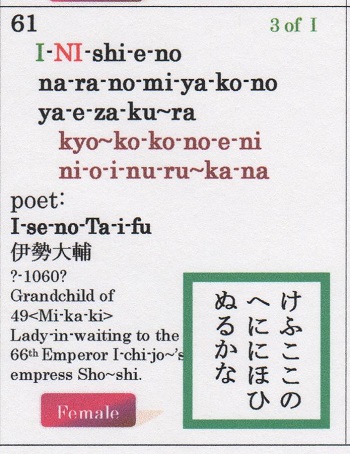 61
3 of I
I-NI-shi-e-no
na-ra-no-mi-ya-ko-no
ya-e-za-ku~ra
kyo~ko-ko-no-e-ni
ni-o-i-nu-ru~ka-na
poet:
I-se-no-Ta-i-fu
伊勢大輔
?-1060?
Grandchild of
49<Mi-ka-ki>
Lady-in-waiting to the
66th Emperor I-chi-jo~'s
empress Sho~shi.
Female
けふここの
へににほひ
ぬるかな